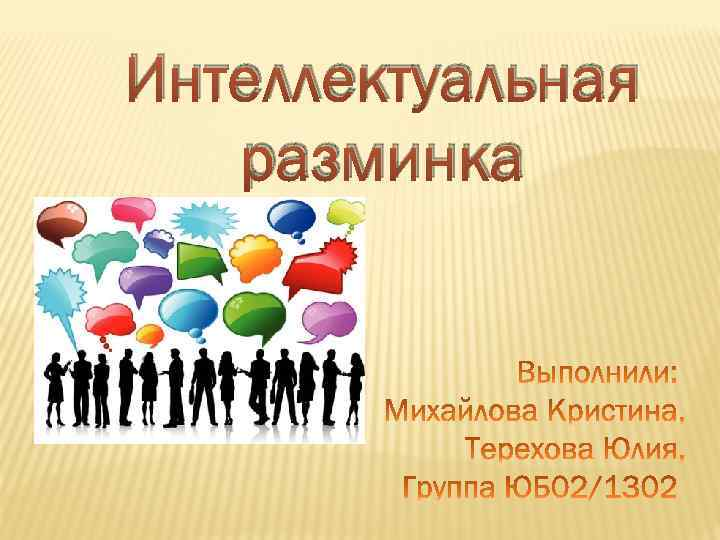 Интеллектуальная
разминка
Выполнили:
Михайлова Кристина,
Терехова Юлия,
Группа ЮБ02/1302